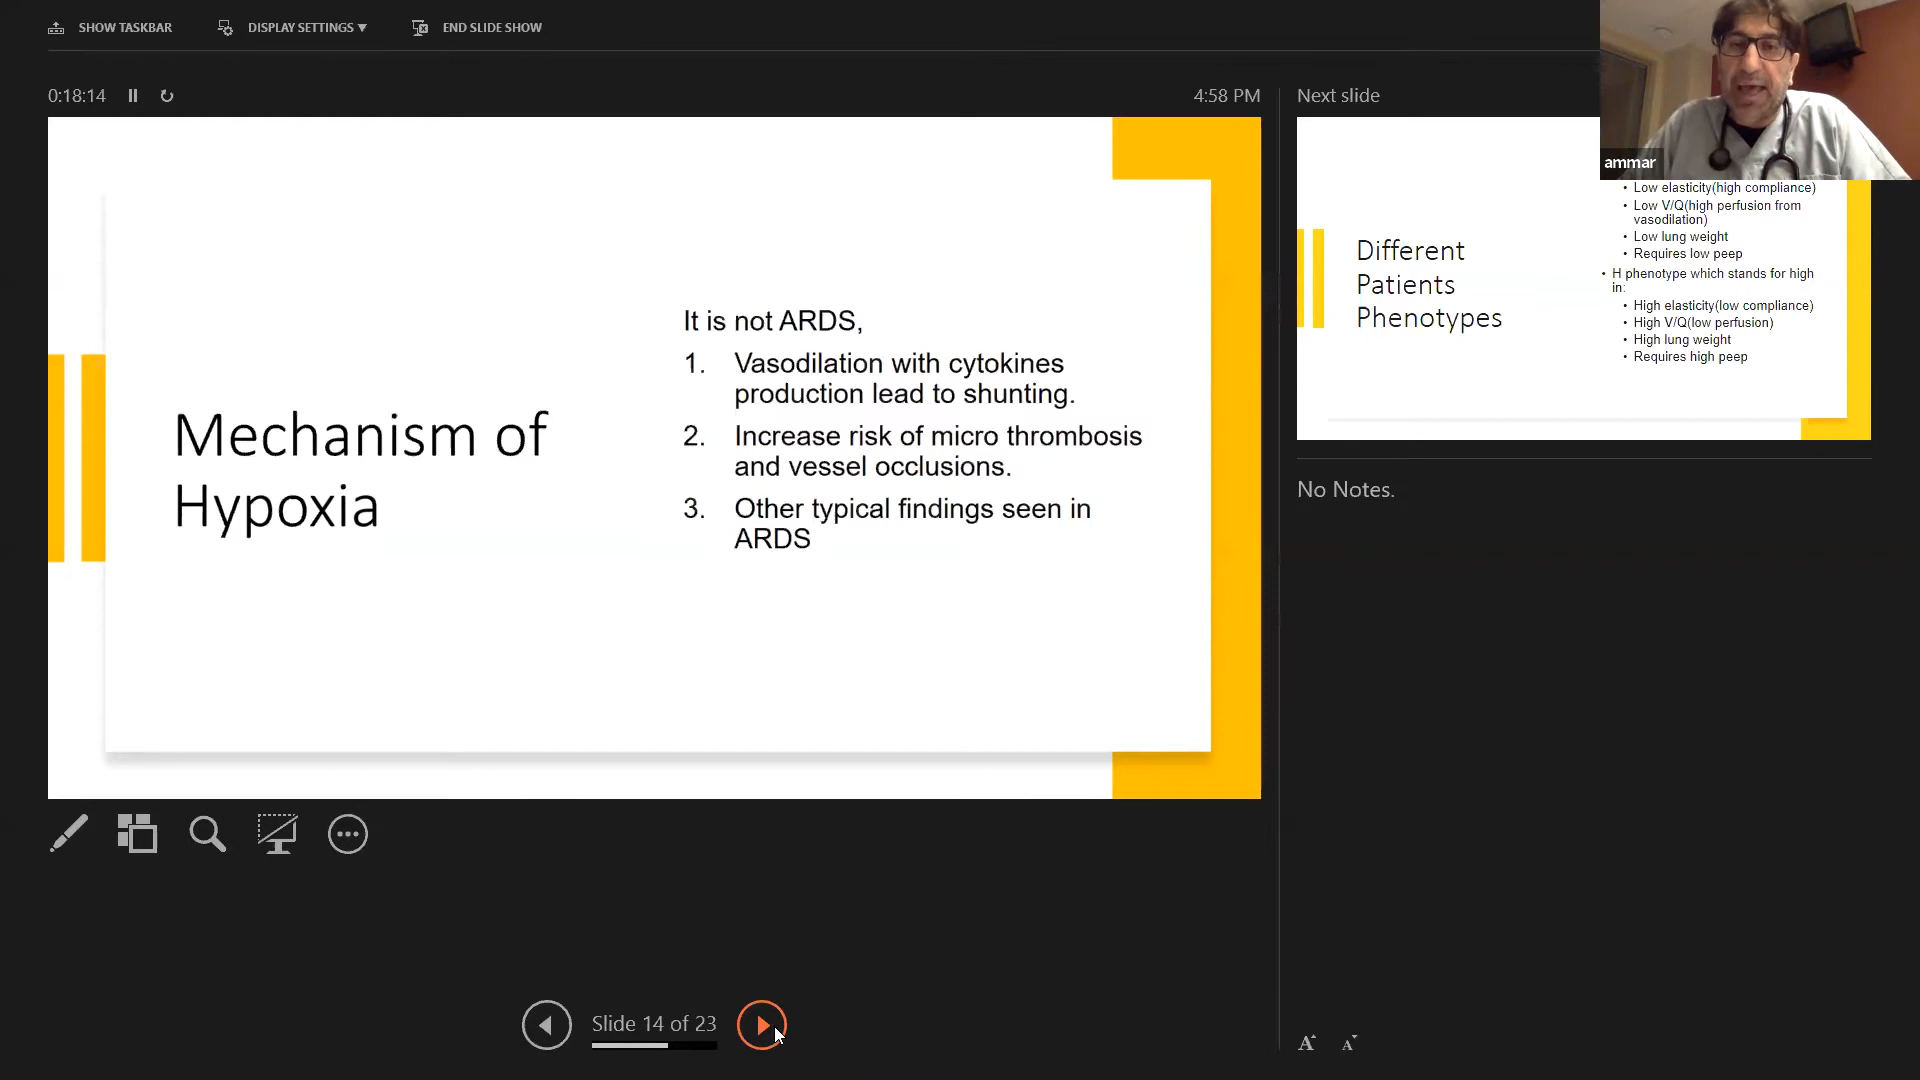 SHOW TASKBAR
DISPLAY SETTINGS ▼
END SLIDE SHOW
0:18:14
4:58 PM
Next slide
ammar
Mechanism of
Hypoxia
It is not ARDS,
1. Vasodilation with cytokines
production lead to shunting.
2. Increase risk of micro thrombosis
and vessel occlusions.
3. Other typical findings seen in
ARDS
Different
Patients
Phenotypes
• Low elasticity(high compliance)
• Low V/Q(high perfusion from
vasodilation)
• Low lung weight
• Requires low peep
• H phenotype which stands for high
in:
• High elasticity(low compliance)
• High V/Q(low perfusion)
• High lung weight
• Requires high peep
No Notes.
Slide 14 of 23
A A